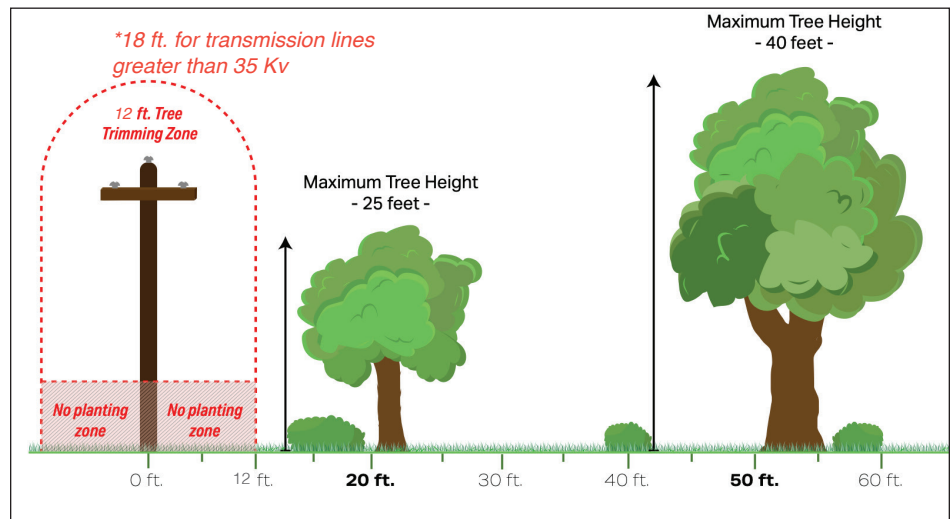 *18 ft. for transmission lines
greater than 35 Kv
12 ft. Tree
Trimming Zone
Maximum Tree Height
- 25 feet -
Maximum Tree Height
- 40 feet -
No planting
zone
No planting
zone
0 ft.
12 ft.
20 ft.
30 ft.
40 ft.
50 ft.
60 ft.